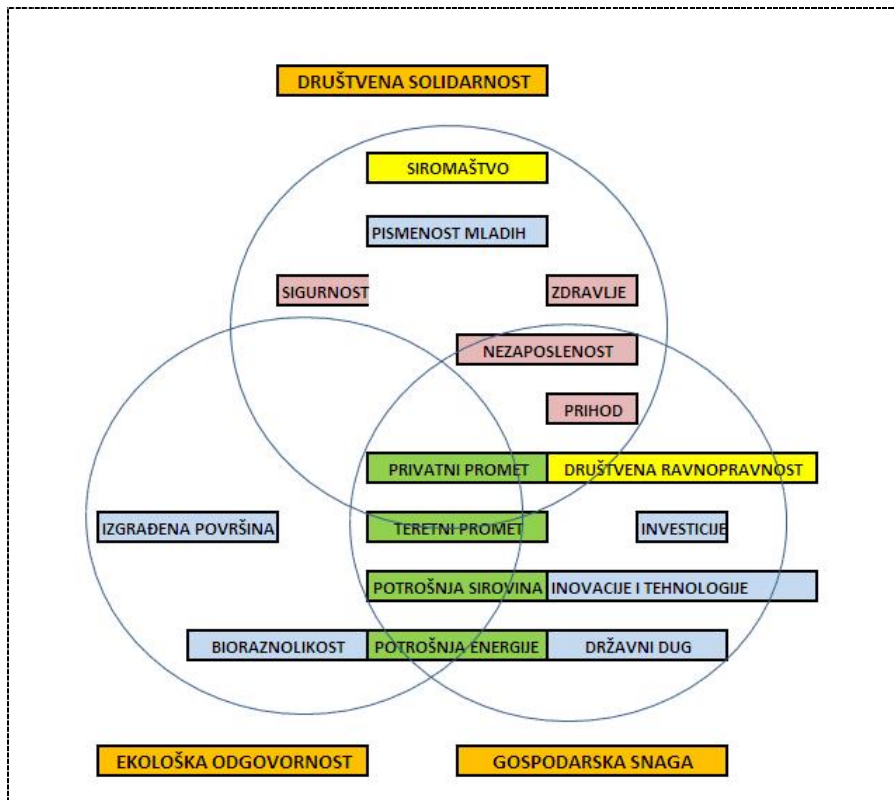 DRUŠTVENA SOLIDARNOST
SIROMAŠTVO
PISMENOST MLADIH
SIGURNOST
ZDRAVLJE
NEZAPOSLENOST
PRIHOD
PRIVATNI PROMET
DRUŠTVENA RAVNOPRAVNOST
IZGRAĐENA POVRŠINA
TERETNI PROMET
INVESTICIJE
POTROŠNJA SIROVINA
INOVACIJE I TEHNOLOGIJE
BIORAZNOLIKOST
POTROŠNJA ENERGIJE
DRŽAVNI DUG
EKOLOŠKA ODGOVORNOST
GOSPODARSKA SNAGA